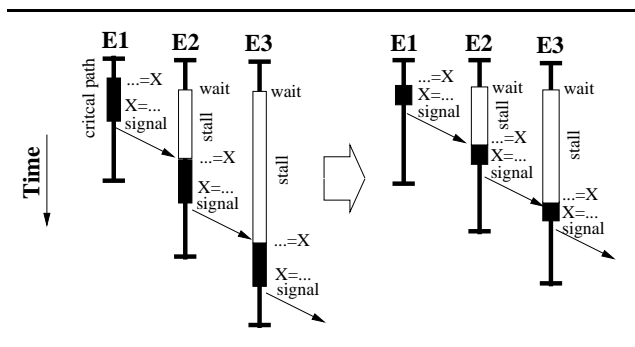 E1 E2 E3 E1 E2 E3
critcal path
...=X
X=...
signal
wait
stall
...=X
X=...
signal
wait
stall
...=X
X=...
signal
Time
...=X
X=...
signal
wait
stall
...=X
X=...
signal
wait
stall
...=X
X=...
signal